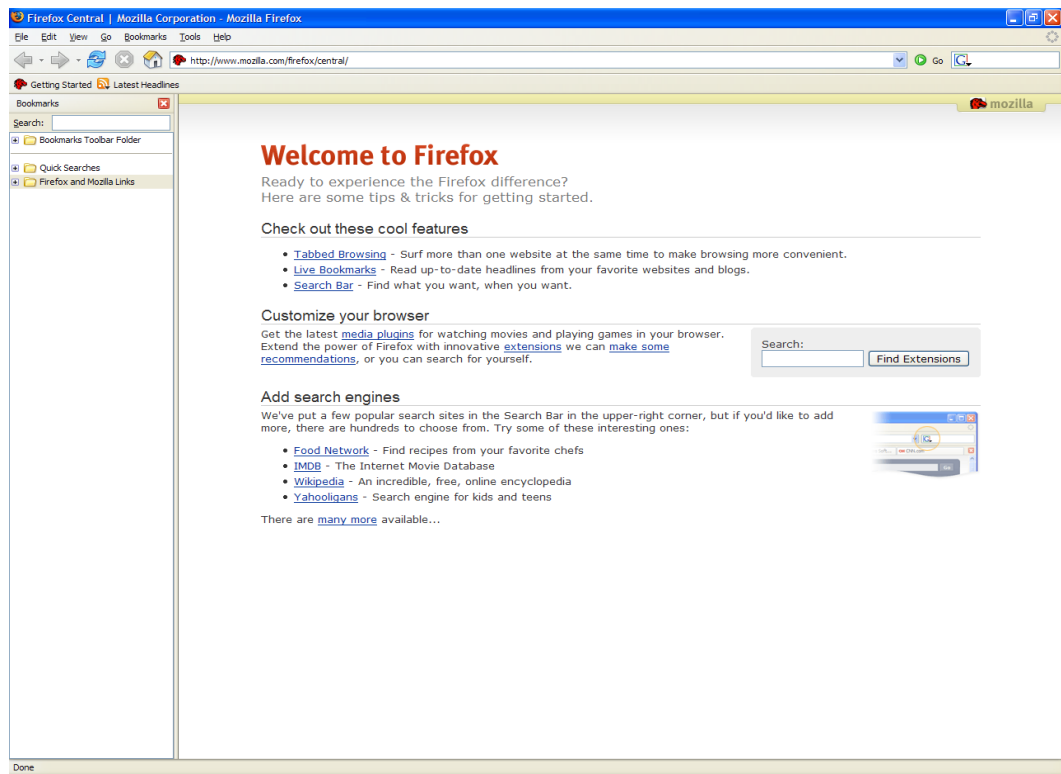 Firefox Central | Mozilla Corporation - Mozilla Firefox
File Edit View Go Bookmarks Tools Help
http://www.mozilla.com/firefox/central/ Go G
Getting Started Latest Headlines
Bookmarks
mozilla
Search:
Bookmarks Toolbar Folder
Quick Searches
Firefox and Mozilla Links
Welcome to Firefox
Ready to experience the Firefox difference?
Here are some tips & tricks for getting started.
Check out these cool features
• Tabbed Browsing - Surf more than one website at the same time to make browsing more convenient.
• Live Bookmarks - Read up-to-date headlines from your favorite websites and blogs.
• Search Bar - Find what you want, when you want.
Customize your browser
Get the latest media plugins for watching movies and playing games in your browser.
Extend the power of Firefox with innovative extensions we can make some
recommendations, or you can search for yourself.
Search:
Find Extensions
Add search engines
We've put a few popular search sites in the Search Bar in the upper-right corner, but if you'd like to add
more, there are hundreds to choose from. Try some of these interesting ones:
• Food Network - Find recipes from your favorite chefs
• IMDB - The Internet Movie Database
• Wikipedia - An incredible, free, online encyclopedia
• Yahooligans - Search engine for kids and teens
There are many more available...
Done